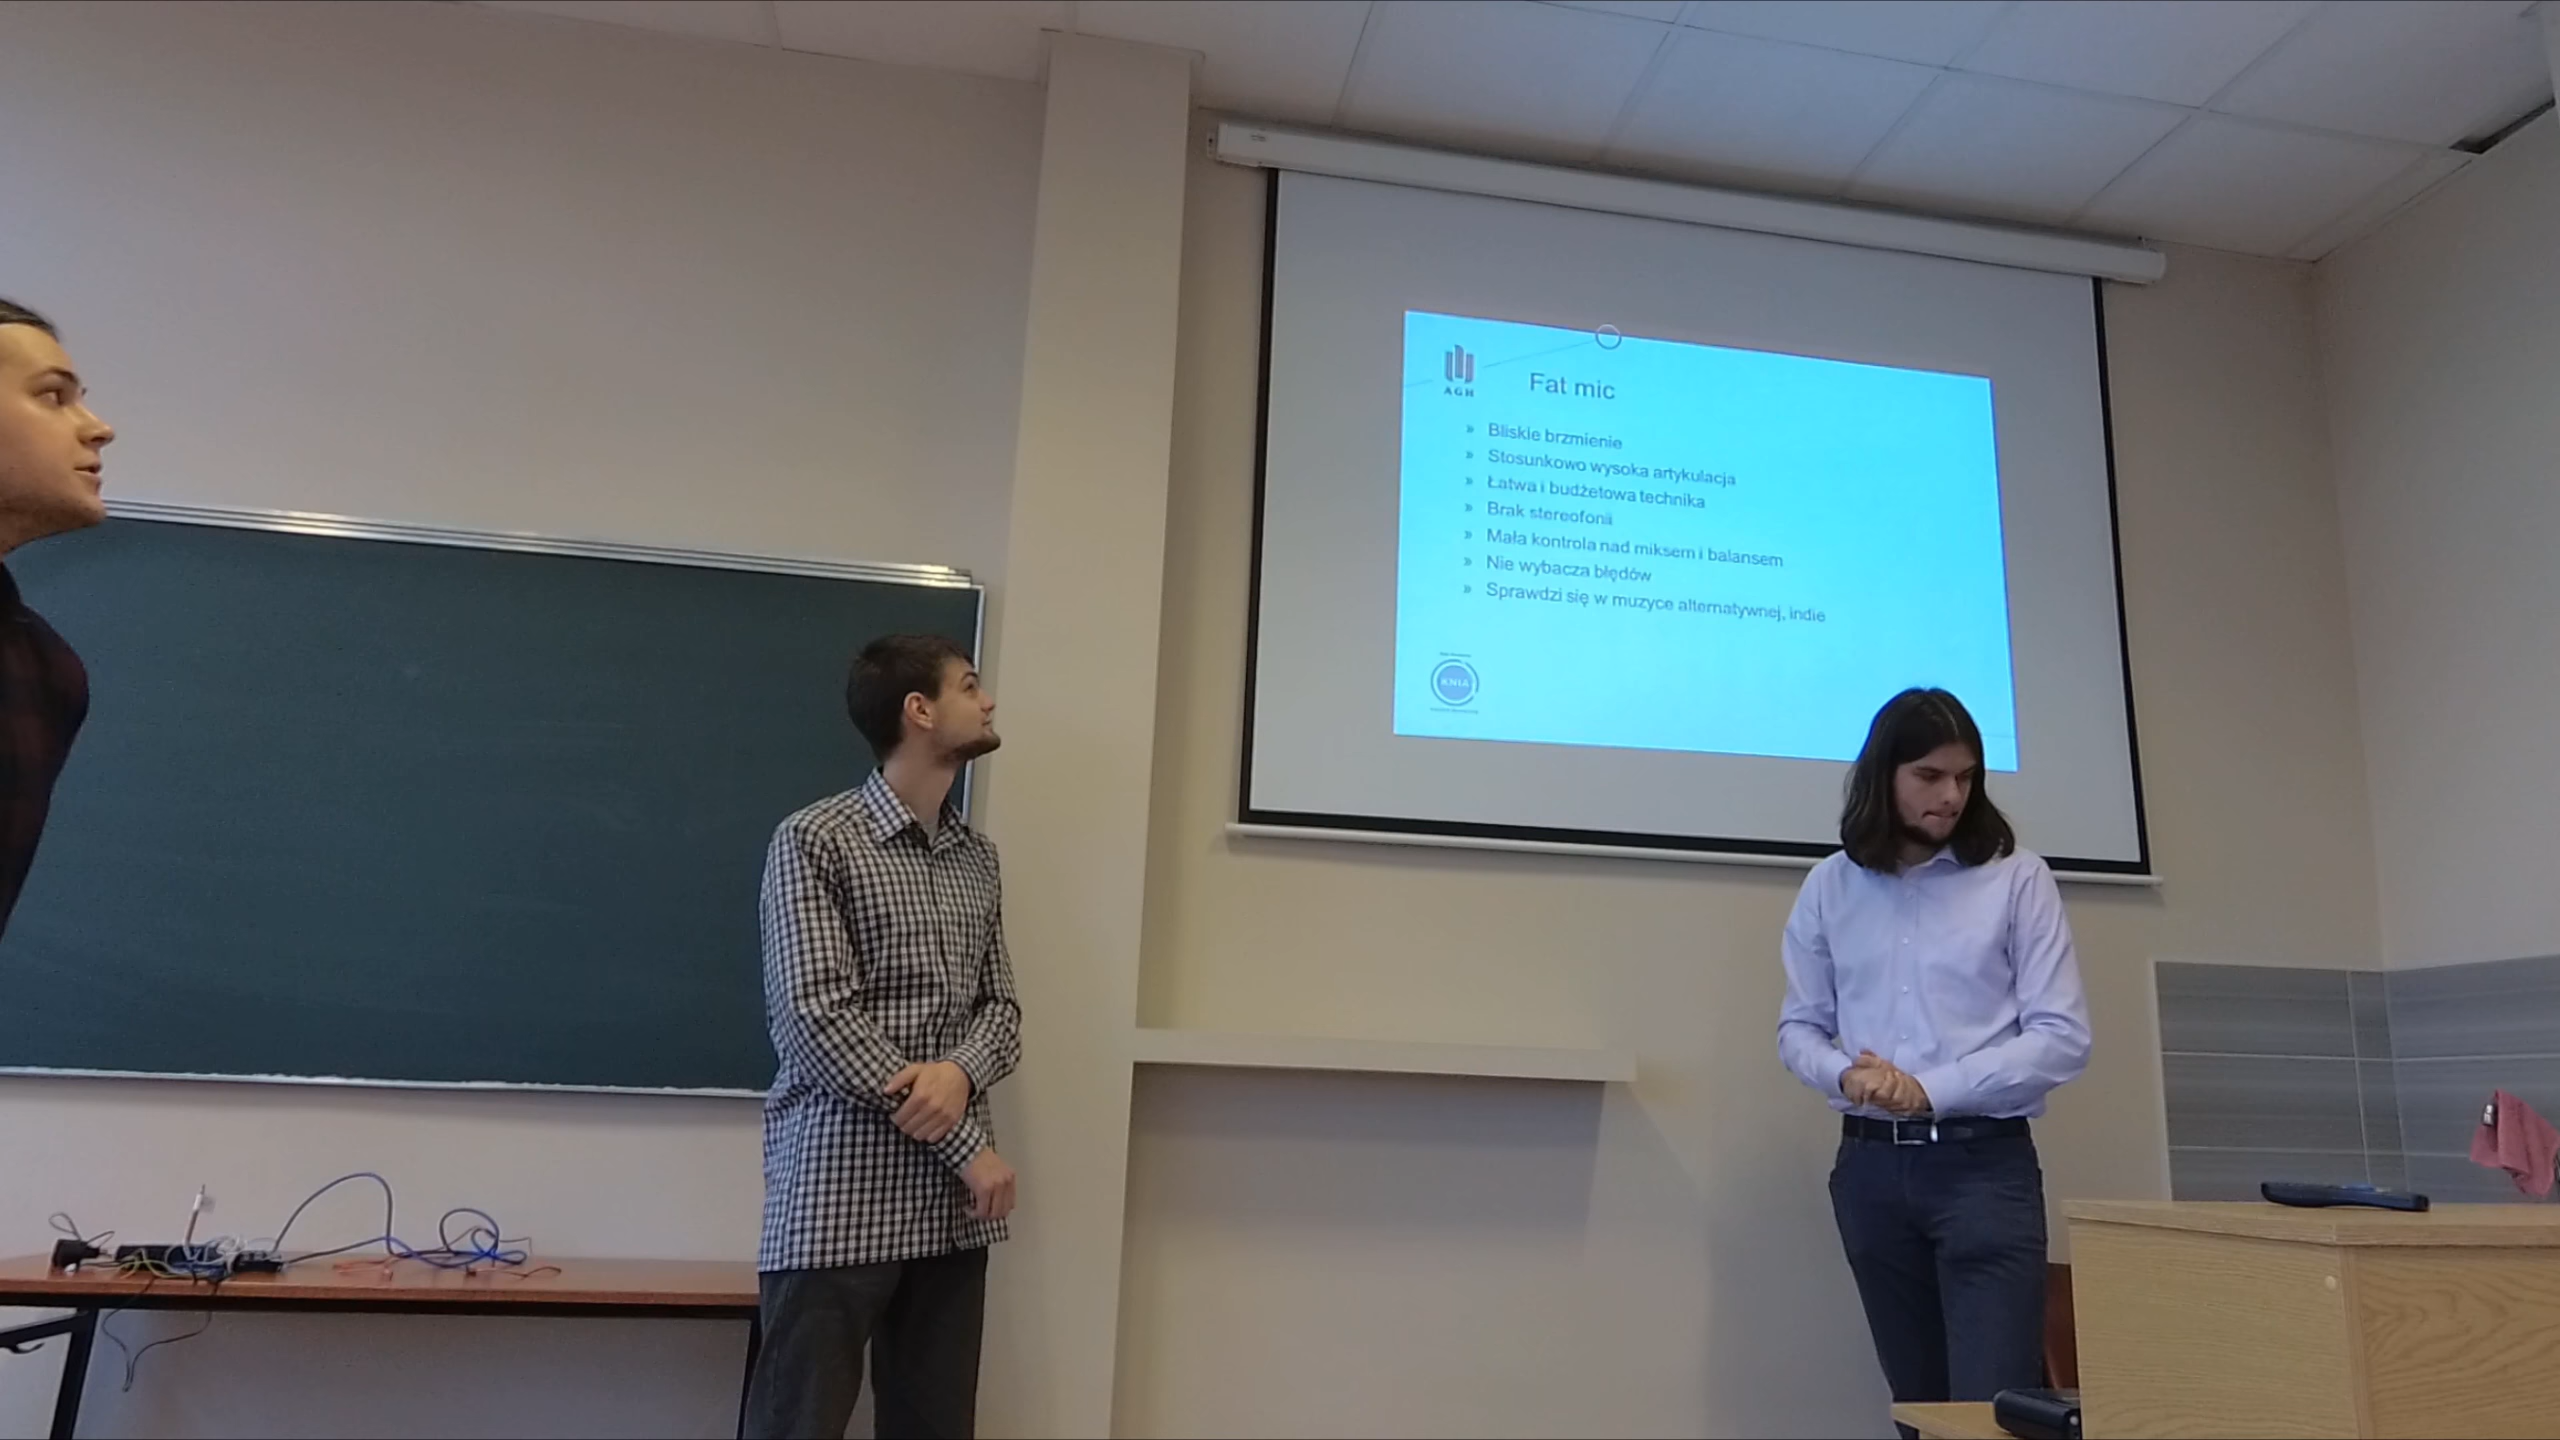 AGH
Fat mic
» Bliskie brzmienie
» Stosunkowo wysoka artykulacja
» Łatwa i budżetowa technika
» Brak stereofonii
» Mała kontrola nad miksem i balansem
» Nie wybacza błędów
» Sprawdzi się w muzyce alternatywnej, indie
KNIA